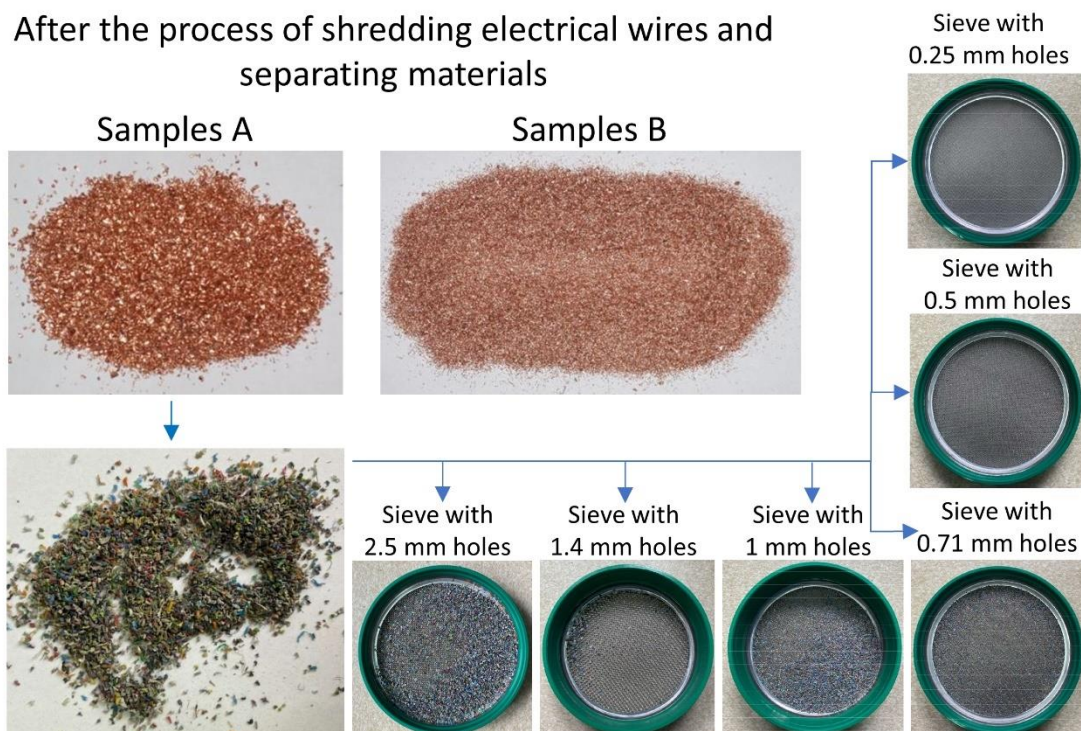 After the process of shredding electrical wires and
separating materials
Samples A
Samples B
Sieve with
0.25 mm holes
Sieve with
0.5 mm holes
Sieve with
2.5 mm holes
Sieve with
1.4 mm holes
Sieve with
1 mm holes
Sieve with
0.71 mm holes